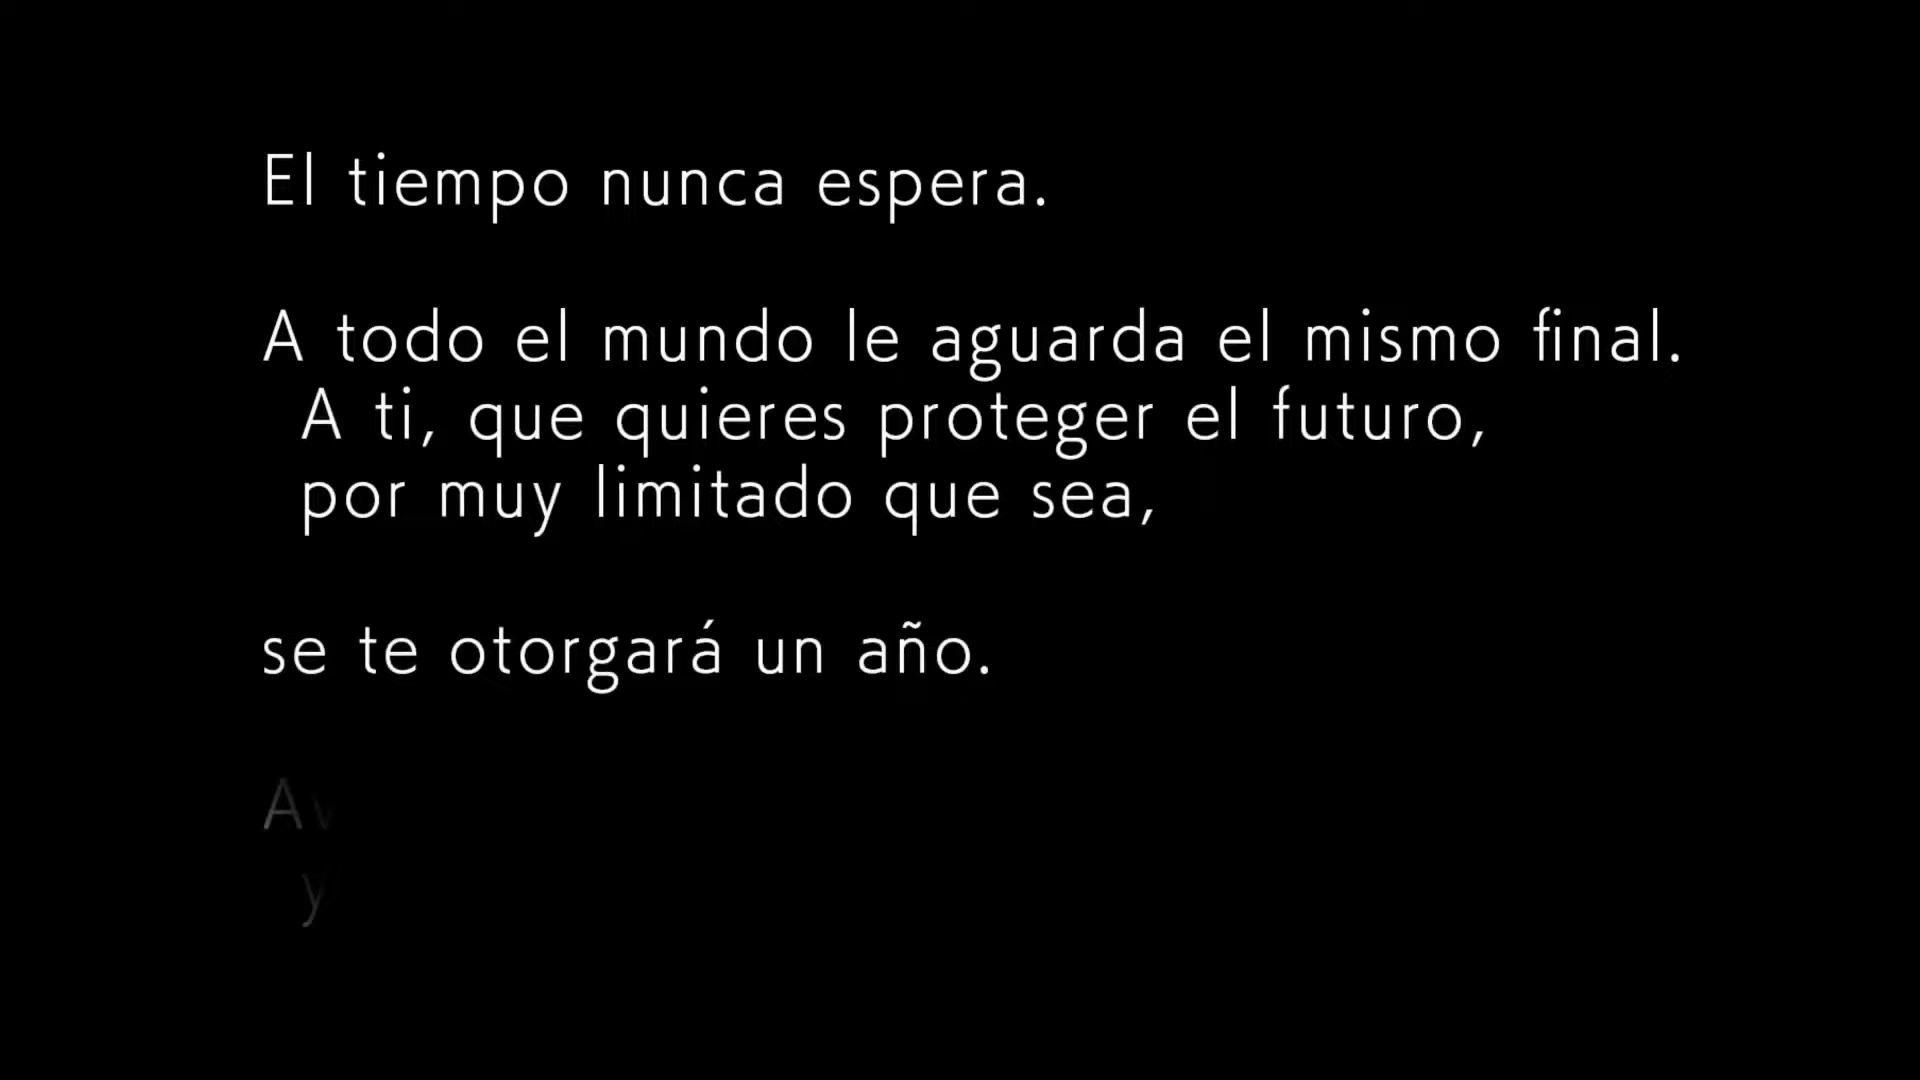 El tiempo nunca espera.
A todo el mundo le aguarda el mismo final.
A ti, que quieres proteger el futuro,
por muy limitado que sea,
se te otorgará un año.
Av
y